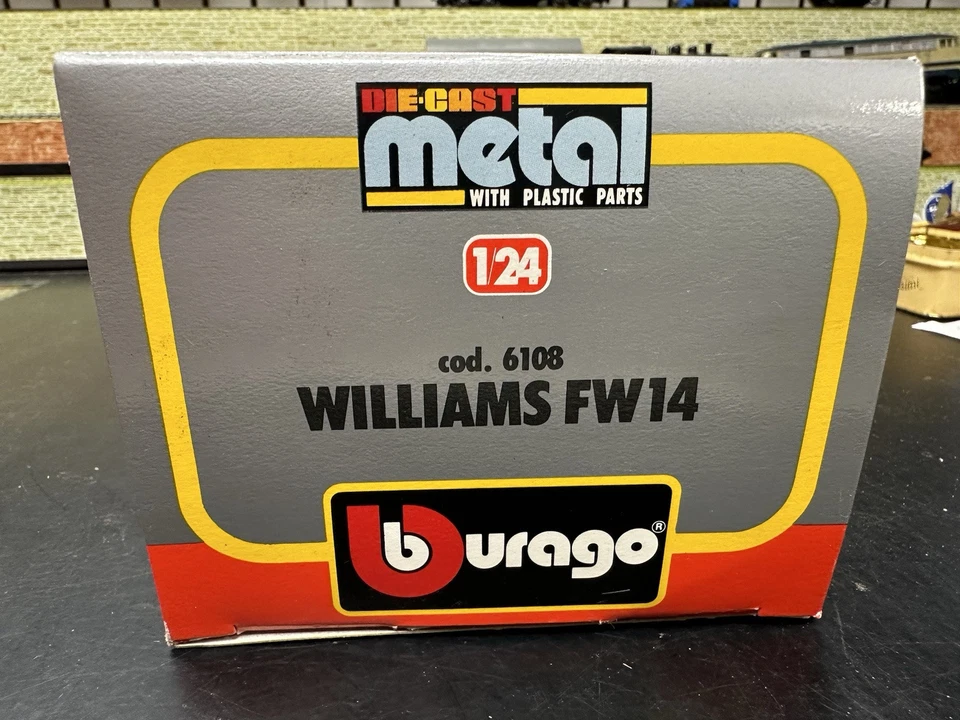 DIE-CAST
metal
WITH PLASTIC PARTS
1/24
cod. 6108
WILLIAMS FW14
burago®